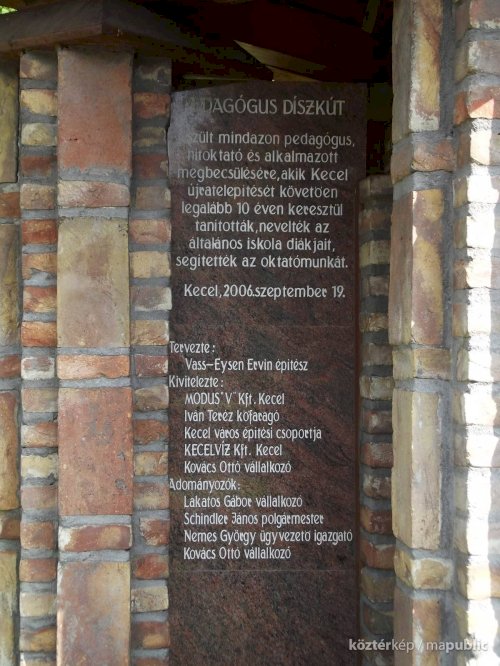 PEDAGÓGUS DÍSZKÚT
szült mindazon pedagógus,
hitoktató és alkalmazott
megbecsülésére, akik Kecel
újratelepítését követően
legalább 10 éven keresztül
tanították, nevelték az
általános iskola diákjait,
segítették az oktatómunkát.
Kecel, 2006. szeptember 19.
Tervezte:
Vass-Eysen Ervin építész
Kivitelezte:
MODUS "V" Kft. Kecel
Iván Teréz kőfaragó
Kecel város építési csoportja
KECELVÍZ Kft. Kecel
Kovács Ottó vállalkozó
Adományozók:
Lakatos Gábor vállalkozó
Schindler János polgármester
Nemes György ügyvezető igazgató
Kovács Ottó vállalkozó
köztérkép / mapublic